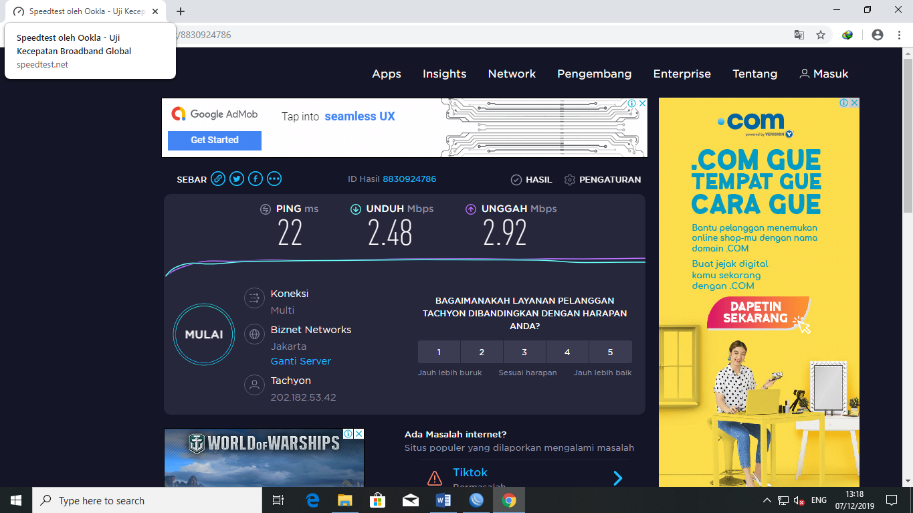 Speedtest oleh Ookla - Uji Kecep
Speedtest oleh Ookla - Uji
Kecepatan Broadband Global
speedtest.net
/8830924786
Apps Insights Network Pengembang Enterprise Tentang Masuk
Google AdMob
Tap into seamless UX
Get Started
SEBAR
ID Hasil 8830924786
HASIL PENGATURAN
PING ms UNDUH Mbps UNGGAH Mbps
22 2.48 2.92
MULAI
Koneksi
Multi
Biznet Networks
Jakarta
Ganti Server
Tachyon
202.182.53.42
BAGAIMANAKAH LAYANAN PELANGGAN
TACHYON DIBANDINGKAN DENGAN HARAPAN
ANDA?
1 2 3 4 5
Jauh lebih buruk Sesuai harapan Jauh lebih baik
WORLD OF WARSHIPS
Ada Masalah internet?
Situs populer yang dilaporkan mengalami masalah
Tiktok
Bermasalah
.com
powered by VERISIGN
.COM GUE
TEMPAT GUE
CARA GUE
Bantu pelanggan menemukan
online shop-mu dengan nama
domain .COM
Buat jejak digital
kamu sekarang
dengan .COM
DAPETIN
SEKARANG
Type here to search
ENG
13:18
07/12/2019